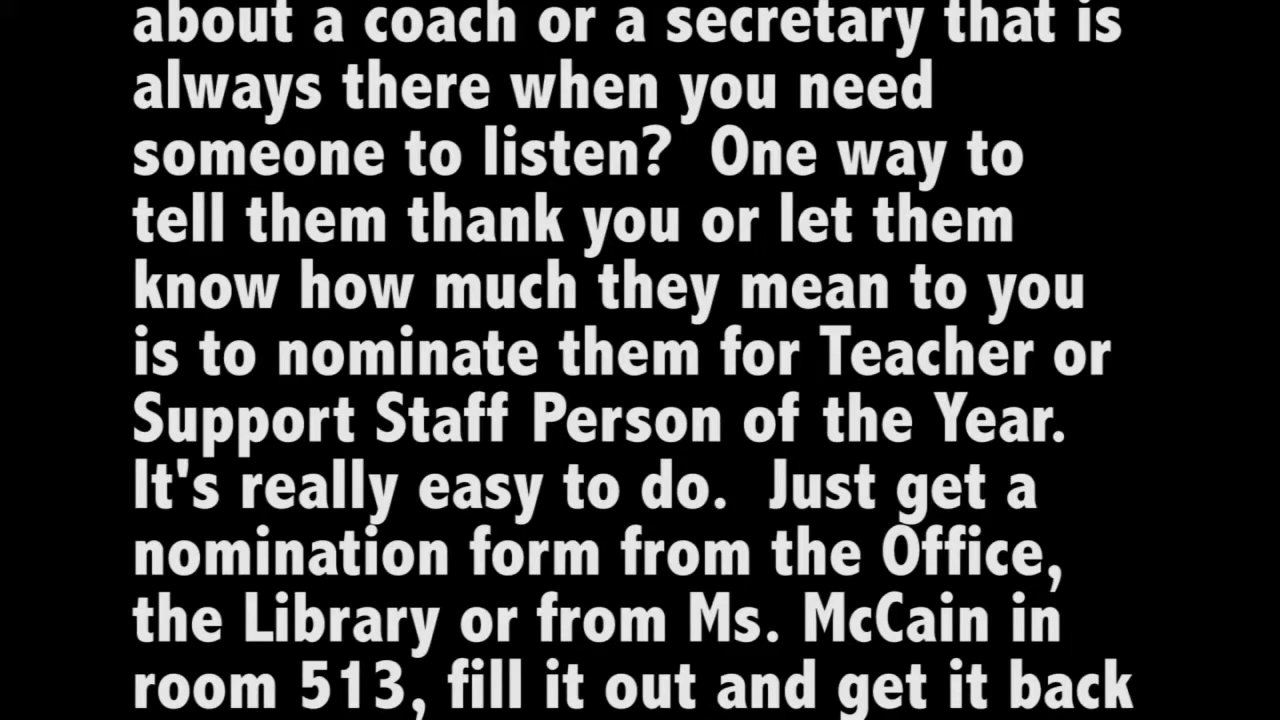 about a coach or a secretary that is
always there when you need
someone to listen?  One way to
tell them thank you or let them
know how much they mean to you
is to nominate them for Teacher or
Support Staff Person of the Year.
It's really easy to do.  Just get a
nomination form from the Office,
the Library or from Ms. McCain in
room 513, fill it out and get it back